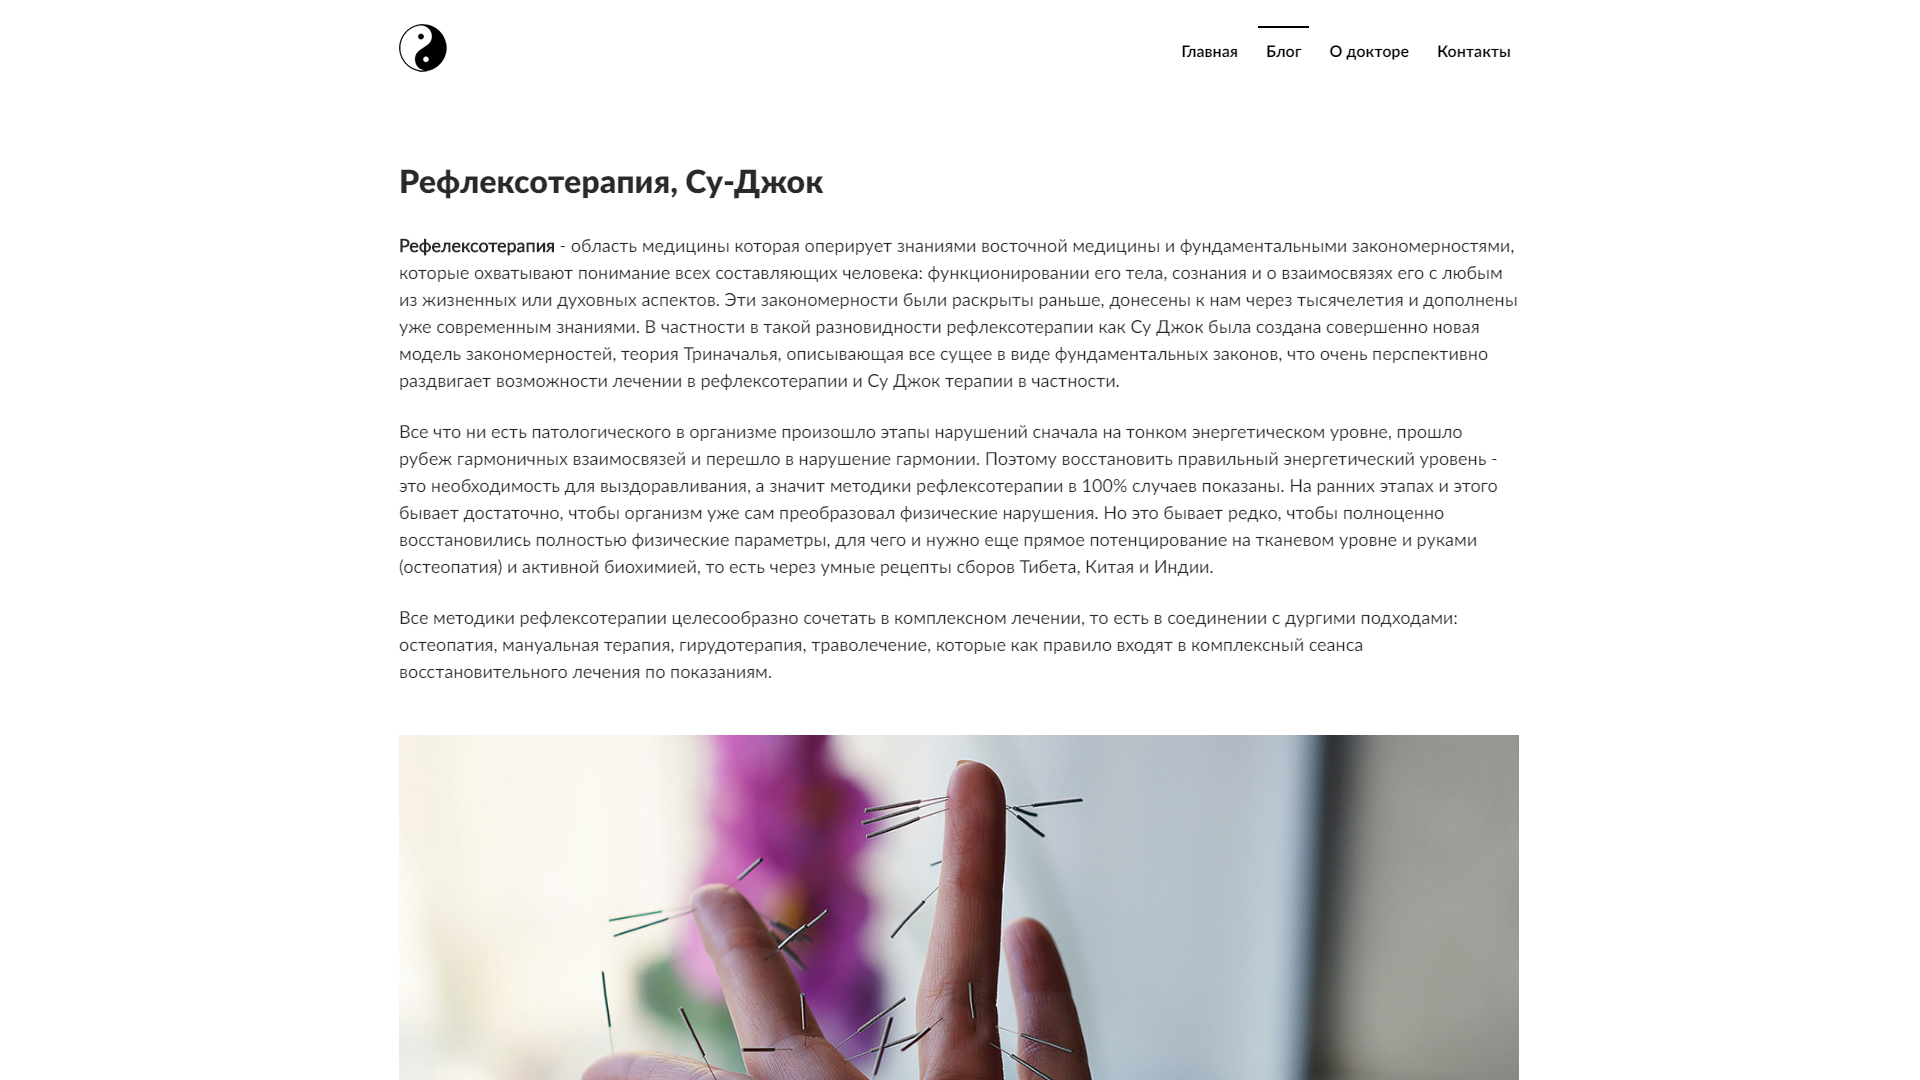 Главная Блог О докторе Контакты
Рефлексотерапия, Су-Джок
Рефелексотерапия - область медицины которая оперирует знаниями восточной медицины и фундаментальными закономерностями,
которые охватывают понимание всех составляющих человека: функционировании его тела, сознания и о взаимосвязях его с любым
из жизненных или духовных аспектов. Эти закономерности были раскрыты раньше, донесены к нам через тысячелетия и дополнены
уже современным знаниями. В частности в такой разновидности рефлексотерапии как Су Джок была создана совершенно новая
модель закономерностей, теория Триначалья, описывающая все сущее в виде фундаментальных законов, что очень перспективно
раздвигает возможности лечении в рефлексотерапии и Су Джок терапии в частности.
Все что ни есть патологического в организме произошло этапы нарушений сначала на тонком энергетическом уровне, прошло
рубеж гармоничных взаимосвязей и перешло в нарушение гармонии. Поэтому восстановить правильный энергетический уровень -
это необходимость для выздоравливания, а значит методики рефлексотерапии в 100% случаев показаны. На ранних этапах и этого
бывает достаточно, чтобы организм уже сам преобразовал физические нарушения. Но это бывает редко, чтобы полноценно
восстановились полностью физические параметры, для чего и нужно еще прямое потенцирование на тканевом уровне и руками
(остеопатия) и активной биохимией, то есть через умные рецепты сборов Тибета, Китая и Индии.
Все методики рефлексотерапии целесообразно сочетать в комплексном лечении, то есть в соединении с дургими подходами:
остеопатия, мануальная терапия, гирудотерапия, траволечение, которые как правило входят в комплексный сеанса
восстановительного лечения по показаниям.